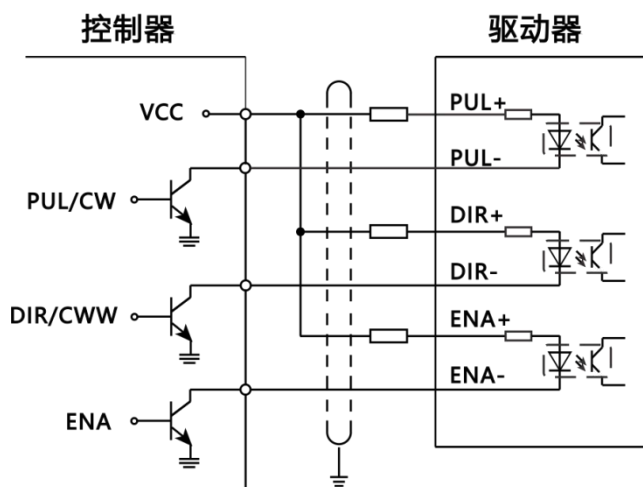 控制器
驱动器
VCC
PUL+
PUL-
PUL/CW
DIR+
DIR-
DIR/CWW
ENA+
ENA-
ENA